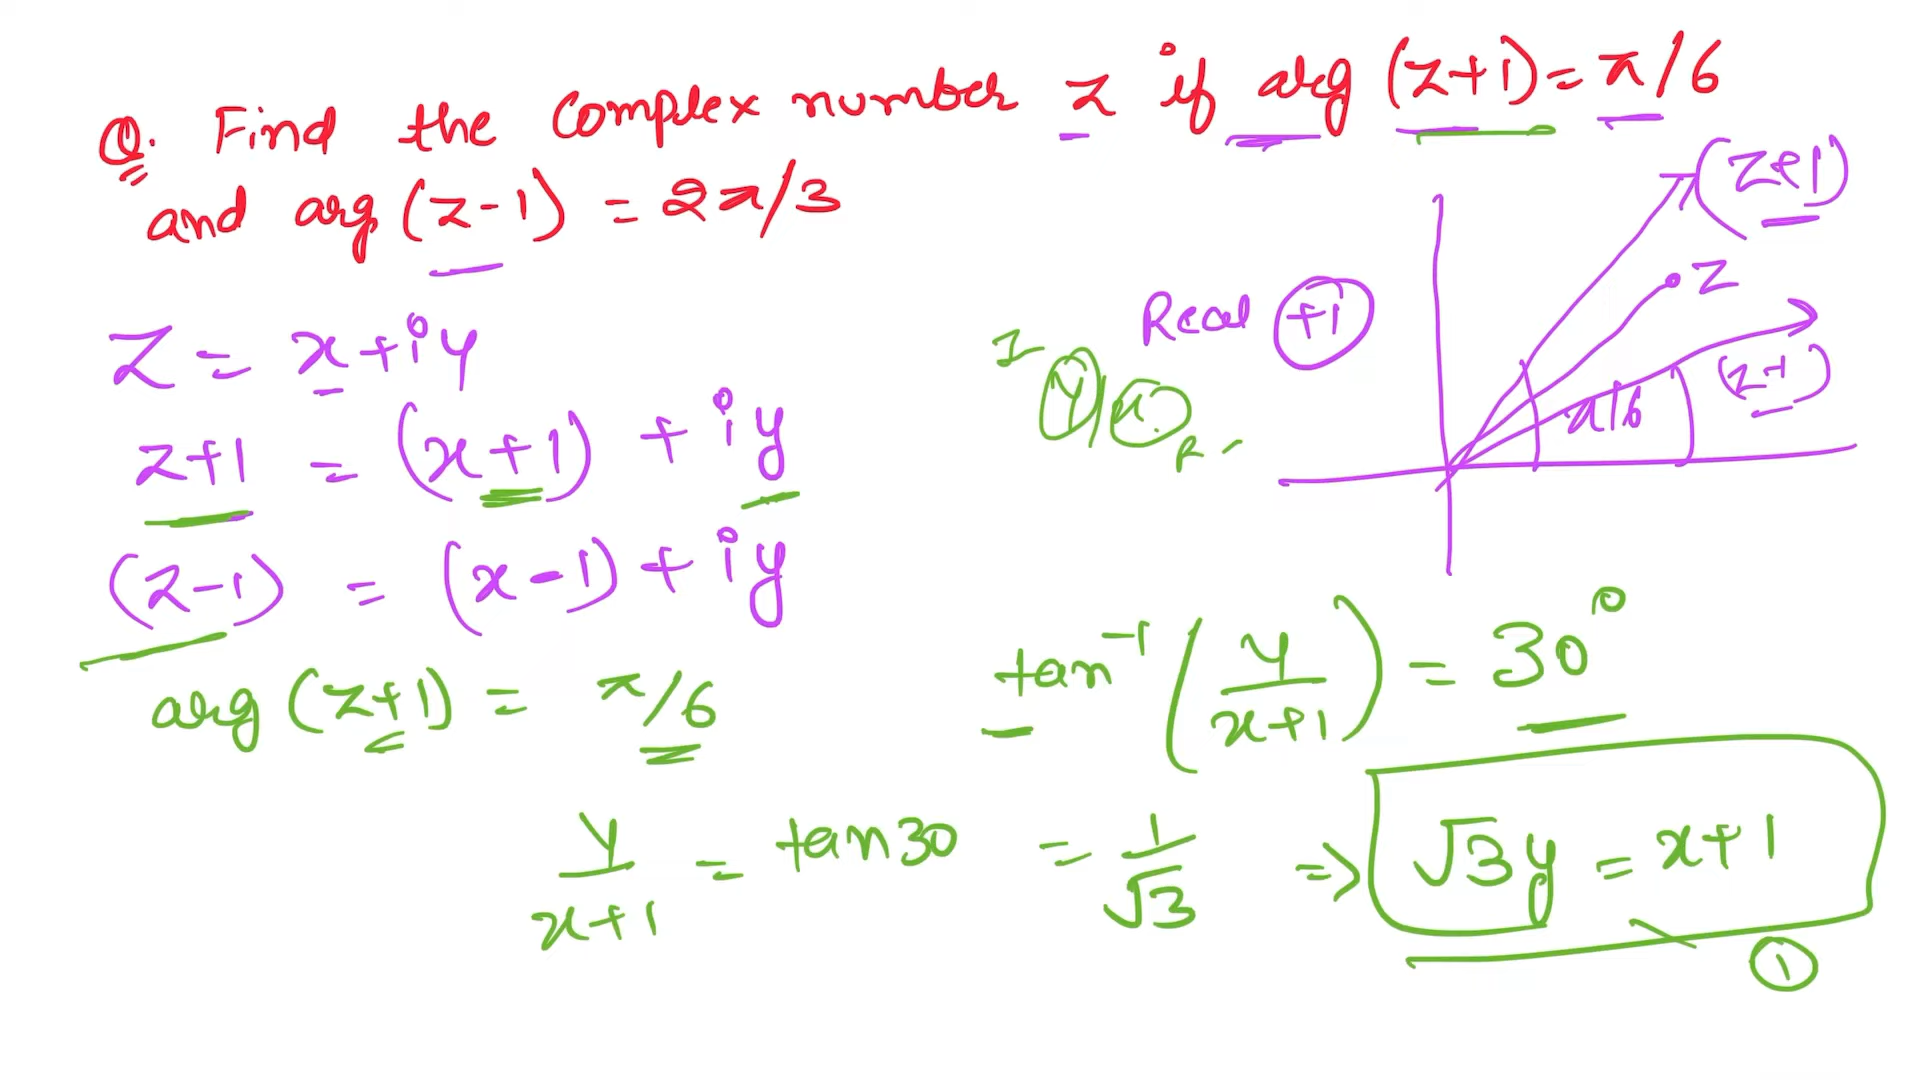 Q. Find the complex number z if arg (z+1) = π/6
and arg (z-1) = 2π/3
(z+1)
z
Real +1
z = x+iy
I
y/x
R
π/6
(z-1)
z+1 = (x+1) + iy
(z-1) = (x-1) + iy
arg (z+1) = π/6
tan⁻¹ (y/x+1) = 30°
y/x+1 = tan30 = 1/√3 => √3y = x+1
1